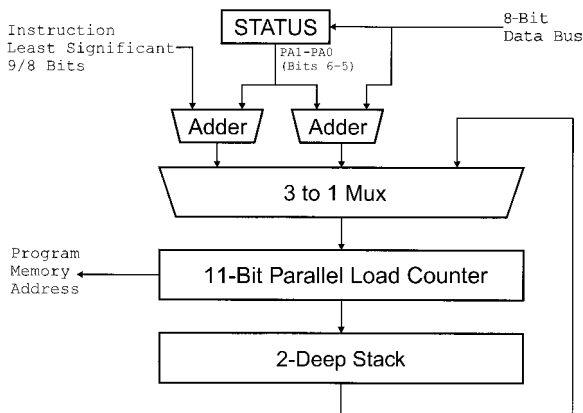 Instruction
Least Significant
9/8 Bits
STATUS
PA1-PA0
(Bits 6-5)
8-Bit
Data Bus
Adder
Adder
3 to 1 Mux
Program
Memory
Address
11-Bit Parallel Load Counter
2-Deep Stack